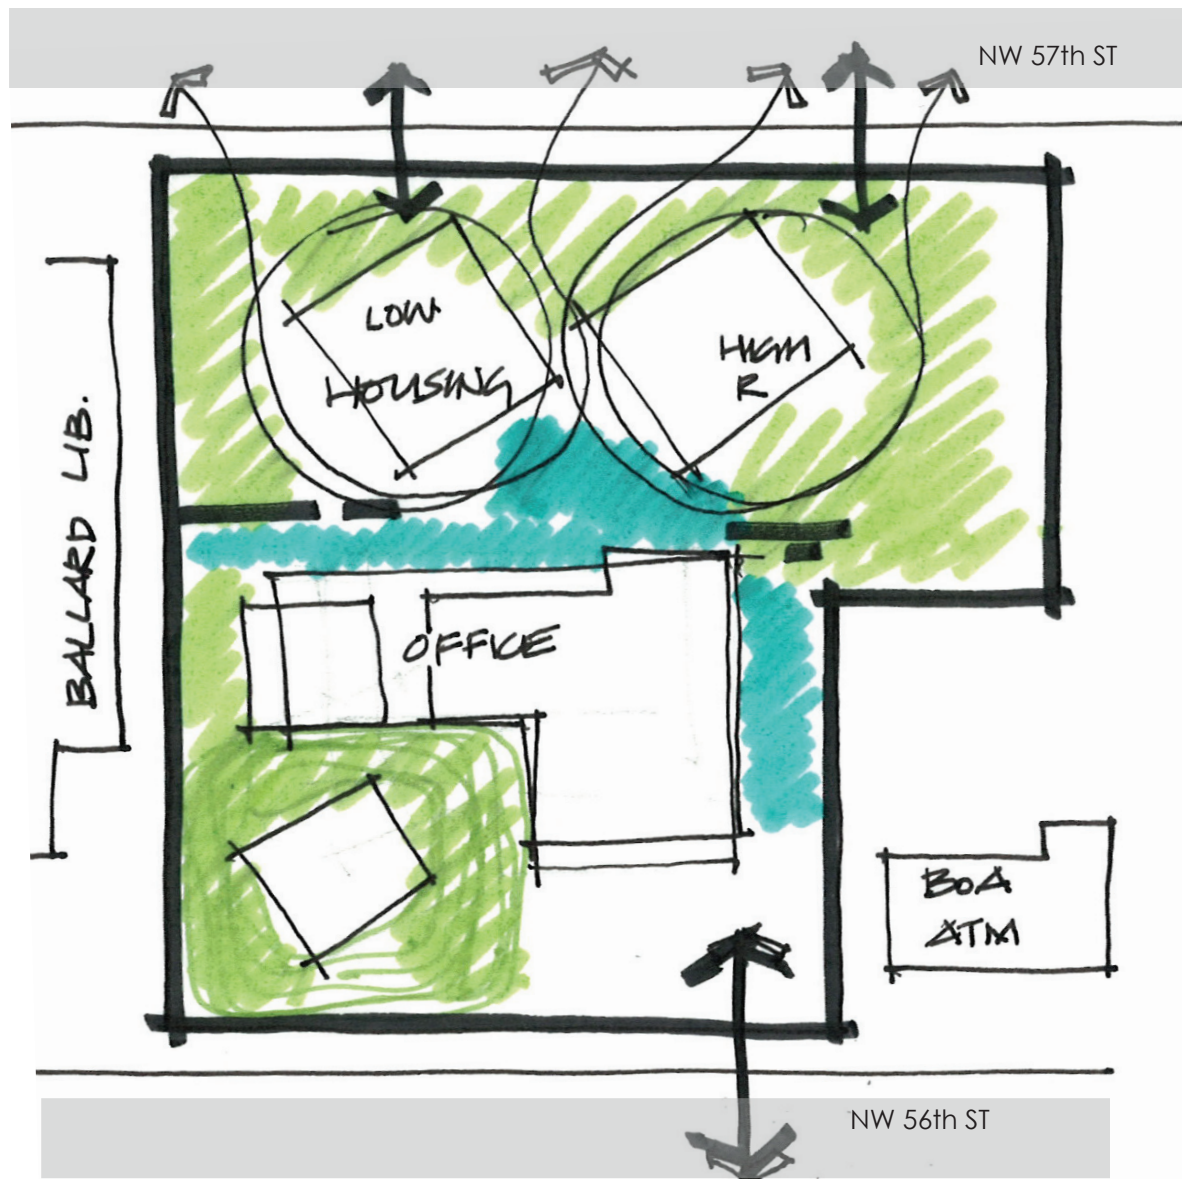 NW 57th ST
LOW
HOUSING
HIGH
R
BALLARD LIB.
OFFICE
BOA
ATM
NW 56th ST